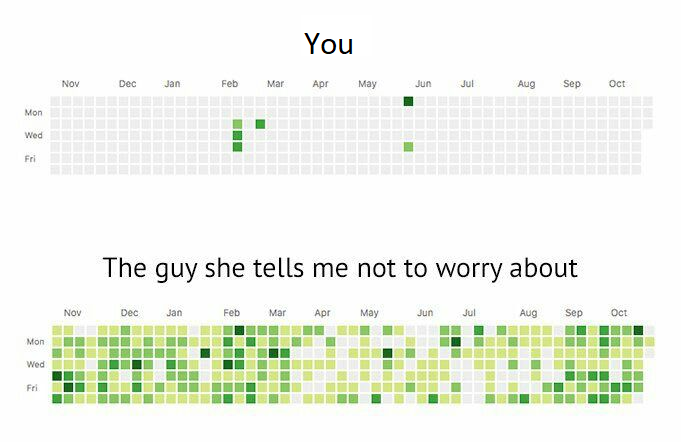 You
Nov Dec Jan Feb Mar Apr May Jun Jul Aug Sep Oct
Mon
Wed
Fri
The guy she tells me not to worry about
Nov Dec Jan Feb Mar Apr May Jun Jul Aug Sep Oct
Mon
Wed
Fri